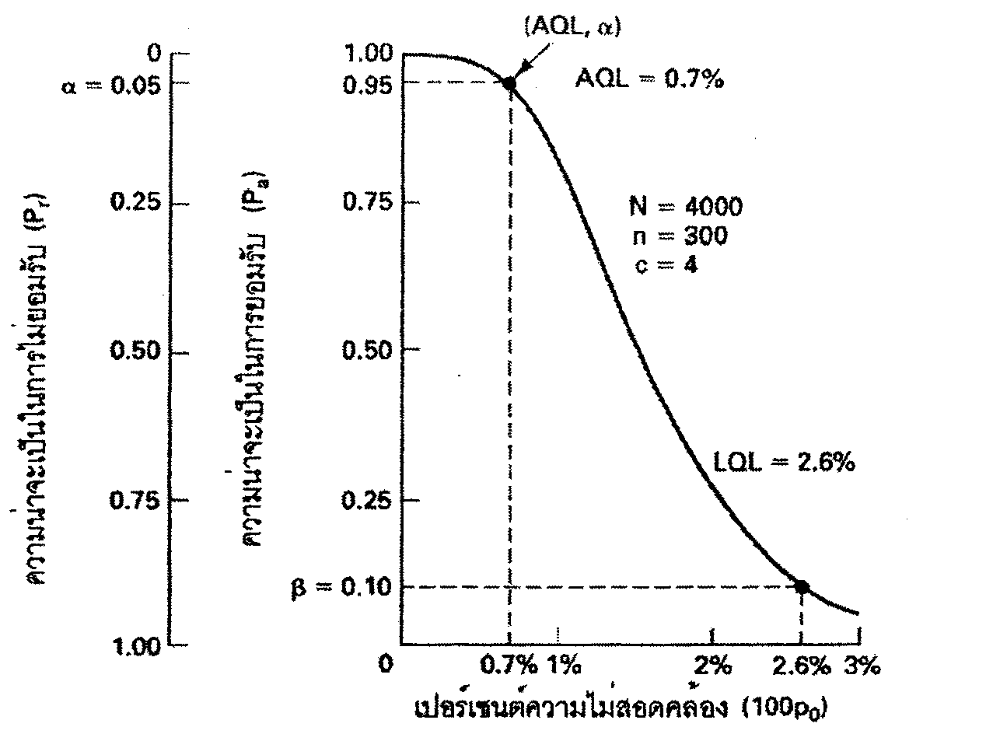 (AQL, α)
0
α = 0.05
0.25
0.50
0.75
1.00
ความน่าจะเป็นในการไม่ยอมรับ (Pr)
1.00
0.95
0.75
0.50
0.25
β = 0.10
ความน่าจะเป็นในการยอมรับ (Pa)
AQL = 0.7%
N = 4000
n = 300
c = 4
LQL = 2.6%
0 0.7% 1% 2% 2.6% 3%
เปอร์เซนต์ความไม่สอดคล้อง (100p0)